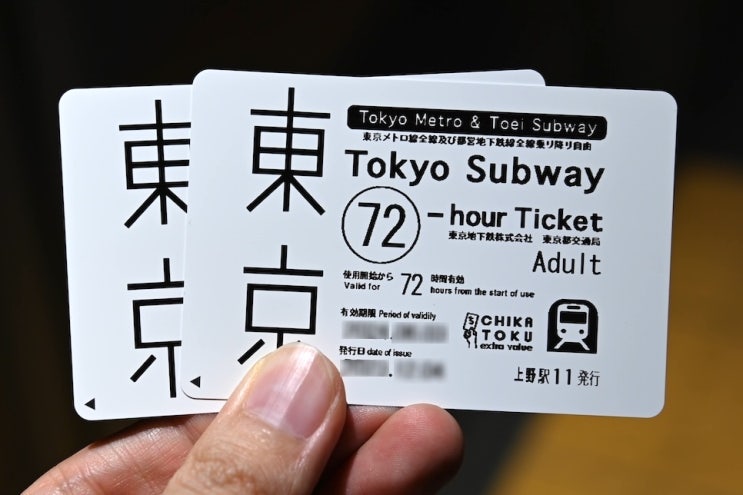 東京
東京
Tokyo Metro & Toei Subway
東京メトロ線全線及び都営地下鉄線全線乗り降り自由
Tokyo Subway
72-hour Ticket
東京地下鉄株式会社 東京都交通局
Adult
使用開始から 72 時間有効
Valid for hours from the start of use
有効期限 Period of validity
発行日 date of issue
CHIKA
TOKU
extra value
上野駅11発行